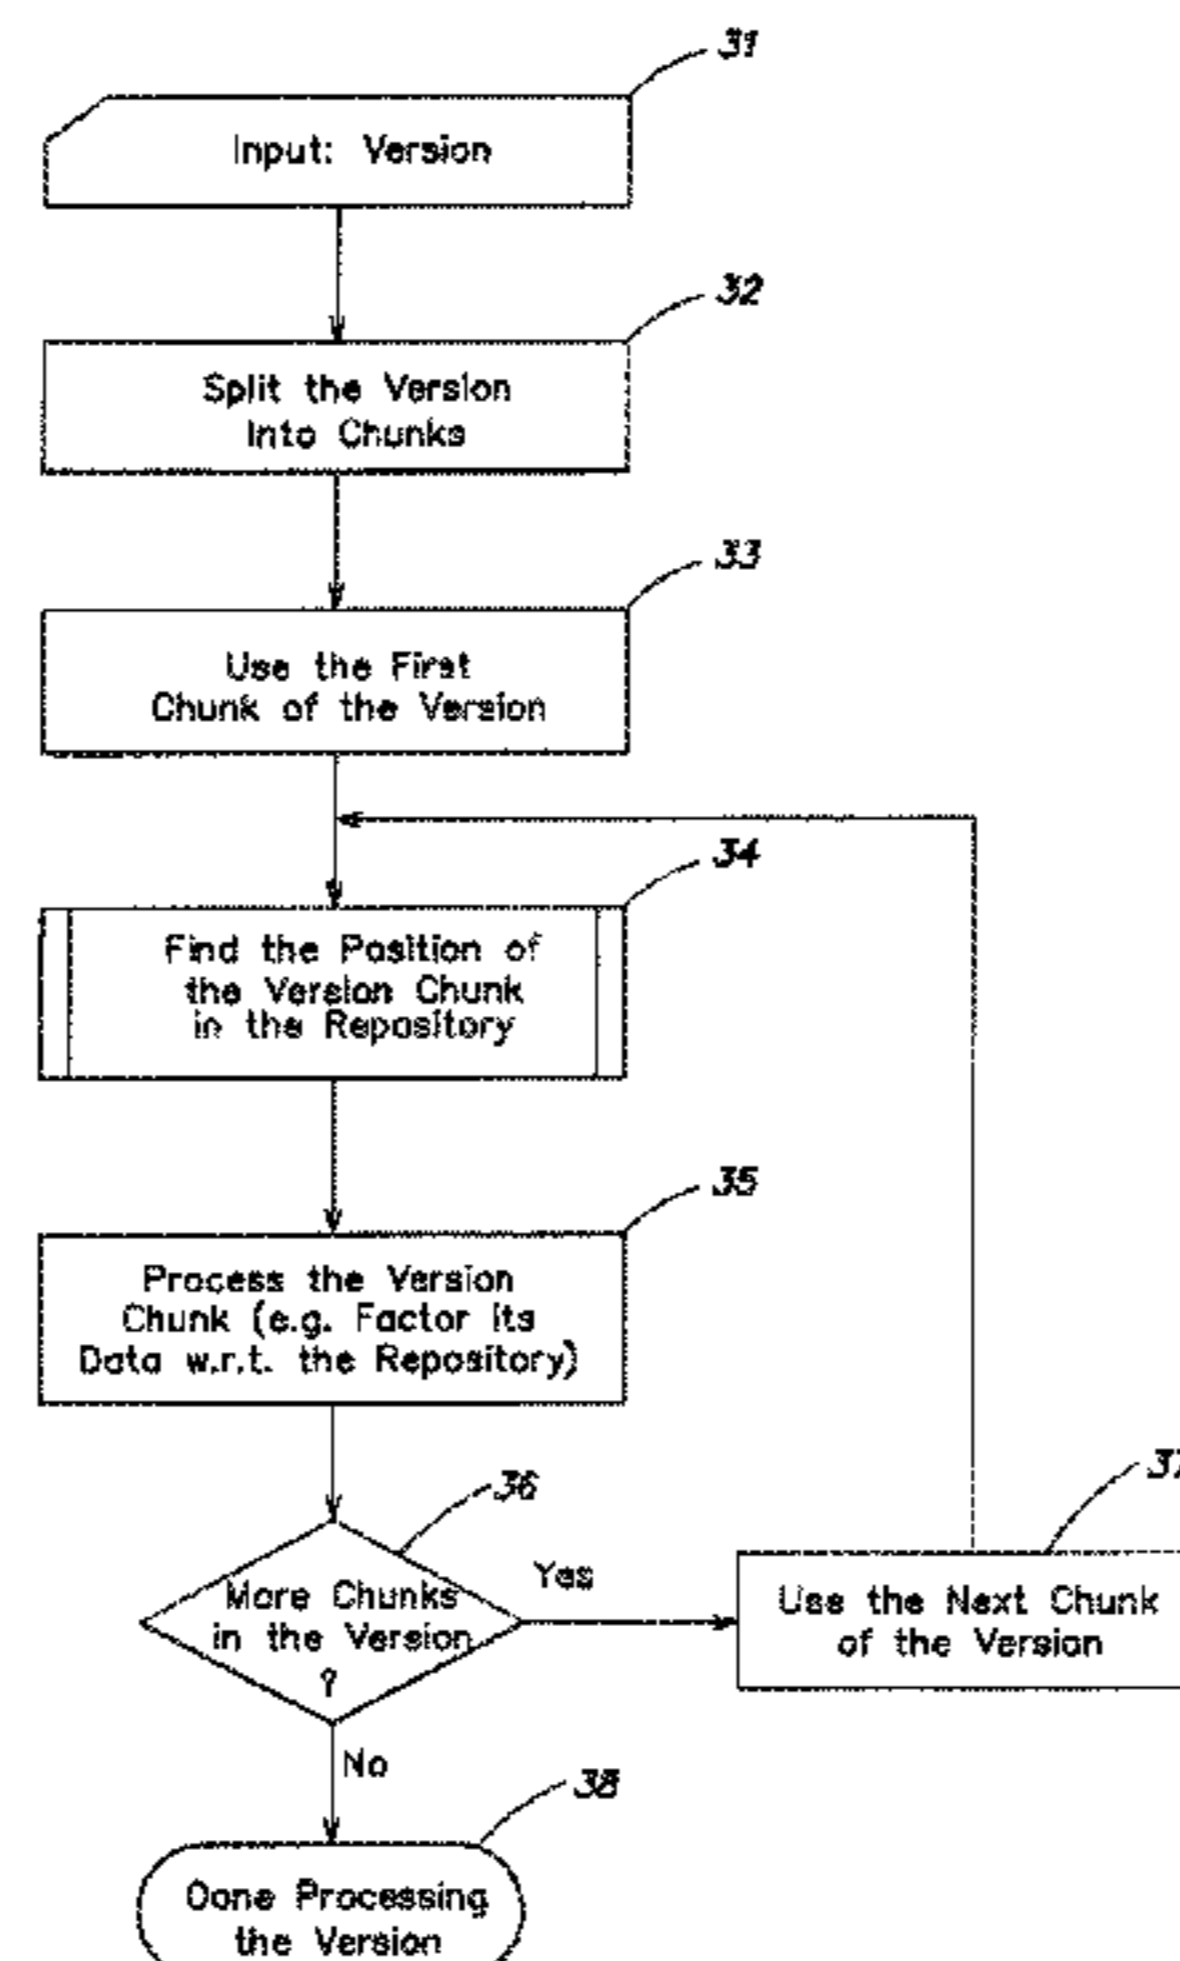 31
Input: Version
32
Split the Version
Into Chunks
33
Use the First
Chunk of the Version
34
Find the Position of
the Version Chunk
in the Repository
35
Process the Version
Chunk (e.g. Factor Its
Data w.r.t. the Repository)
36
More Chunks
in the Version
?
Yes
37
Use the Next Chunk
of the Version
No
38
Done Processing
the Version